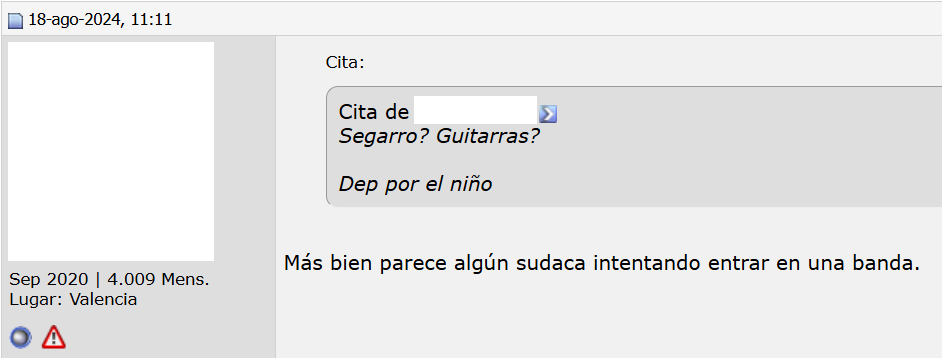 18-ago-2024, 11:11
Sep 2020 | 4.009 Mens.
Lugar: Valencia
Cita:
Cita de
Segarro? Guitarras?
Dep por el niño
Más bien parece algún sudaca intentando entrar en una banda.